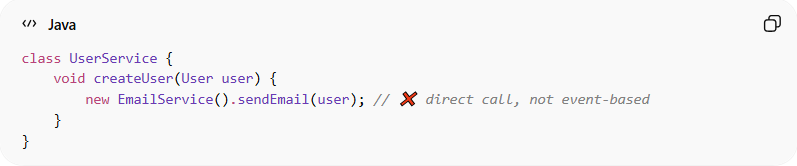 </> Java
class UserService {
    void createUser(User user) {
        new EmailService().sendEmail(user); // ❌ direct call, not event-based
    }
}